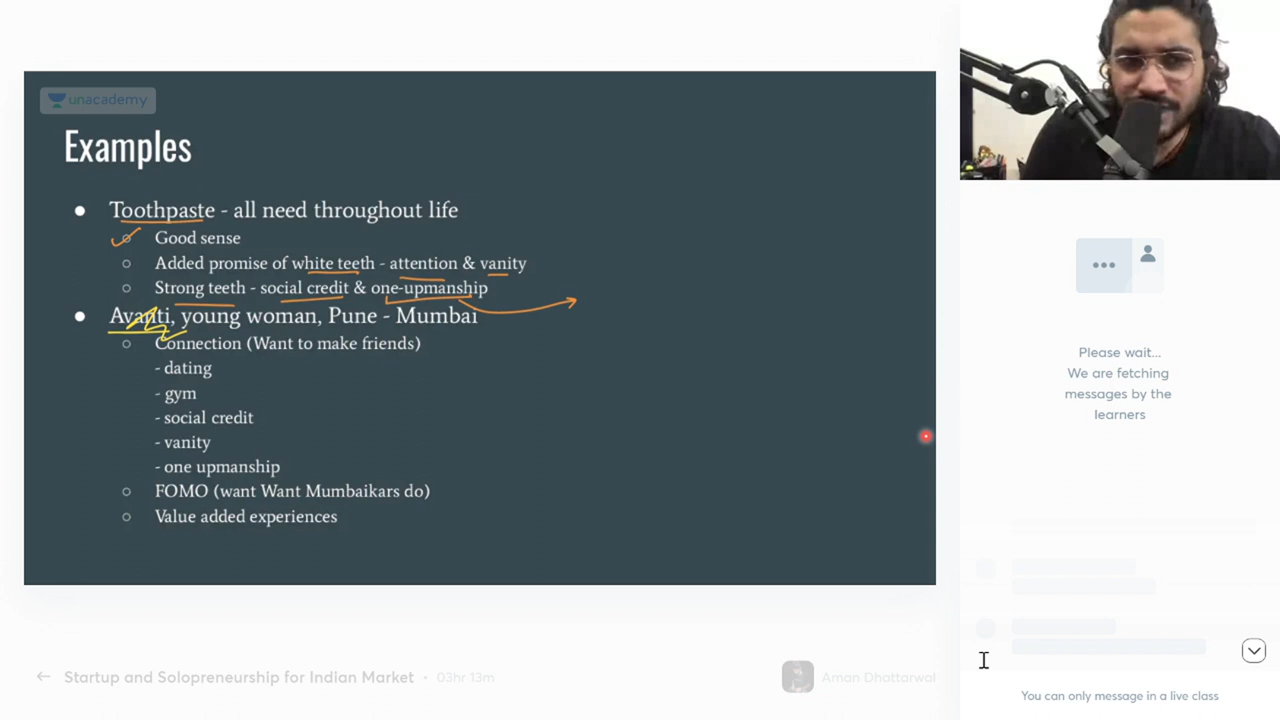 unacademy
Examples
● Toothpaste - all need throughout life
○ Good sense
○ Added promise of white teeth - attention & vanity
○ Strong teeth - social credit & one-upmanship
● Avanti, young woman, Pune - Mumbai
○ Connection (Want to make friends)
- dating
- gym
- social credit
- vanity
- one upmanship
○ FOMO (want Want Mumbaikars do)
○ Value added experiences
Please wait...
We are fetching
messages by the
learners
Startup and Solopreneurship for Indian Market • 03hr 13m
Aman Dhattarwal
You can only message in a live class